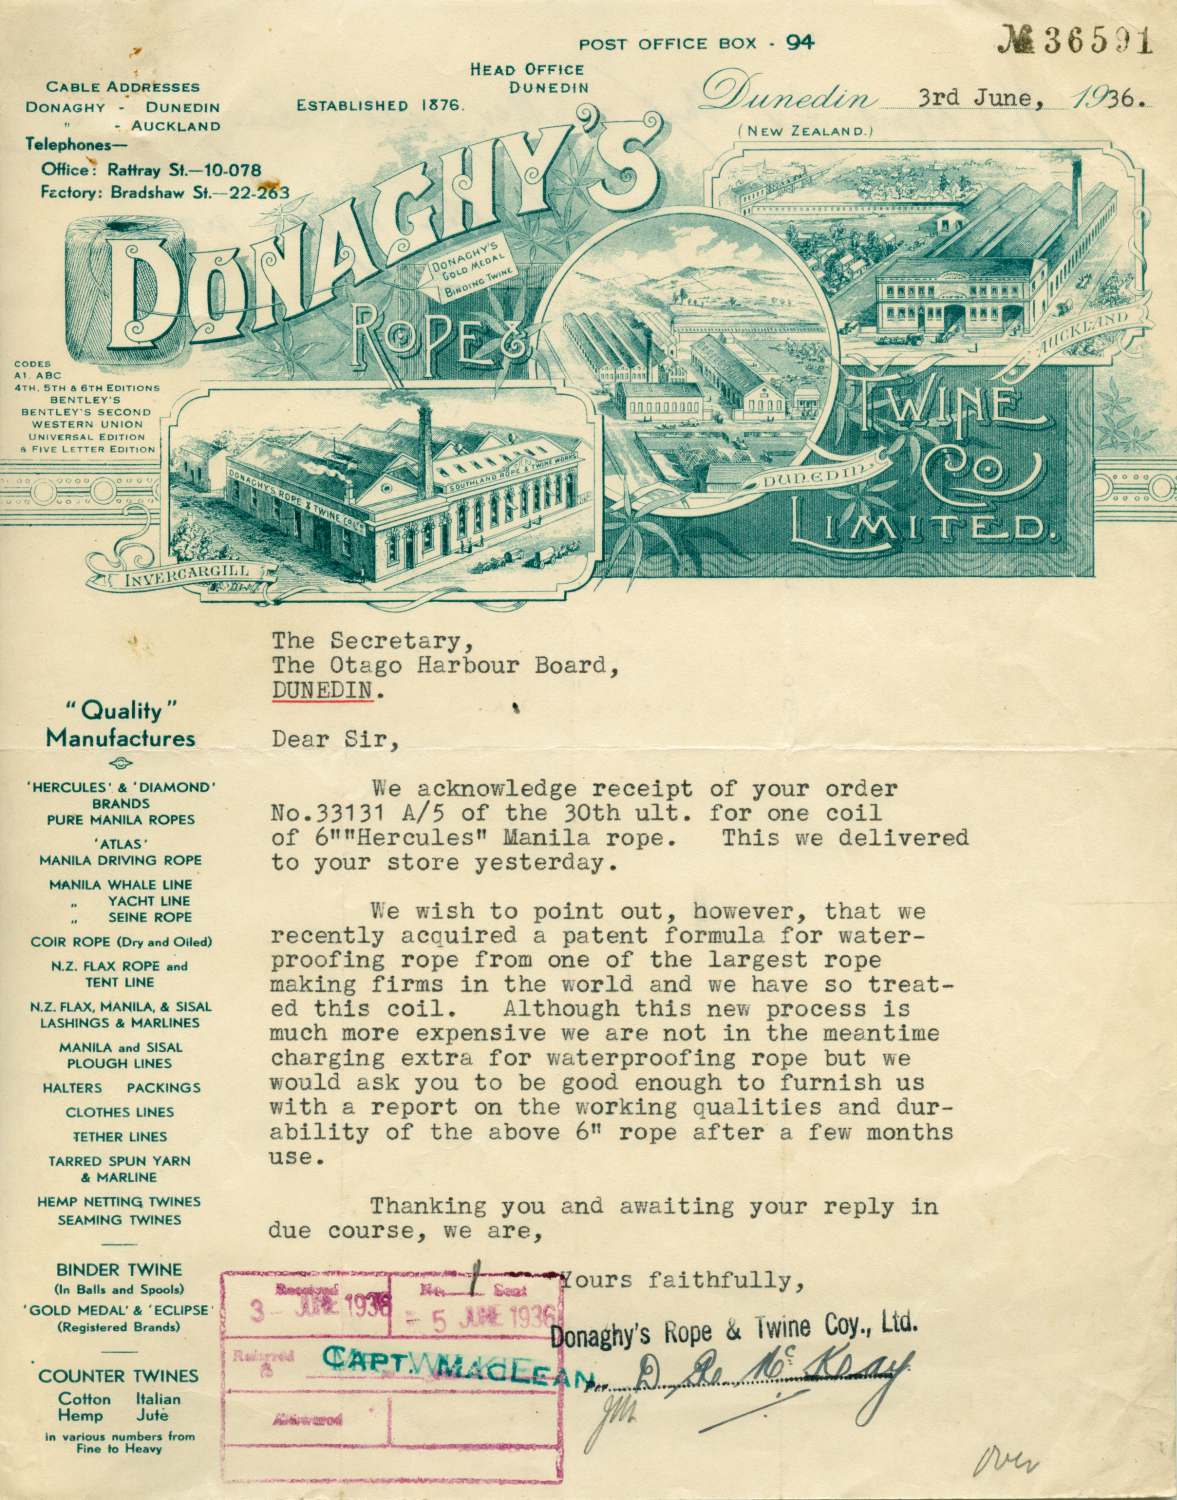 POST OFFICE BOX - 94
№ 36591
HEAD OFFICE
DUNEDIN
CABLE ADDRESSES
DONAGHY - DUNEDIN
" - AUCKLAND
Telephones—
Office: Rattray St.—10-078
Factory: Bradshaw St.—22-263
ESTABLISHED 1876.
Dunedin 3rd June, 1936.
(NEW ZEALAND.)
DONAGHY'S
ROPE &
TWINE
CO
LIMITED.
DONAGHY'S
GOLD MEDAL
BINDING TWINE
AUCKLAND
DUNEDIN
CODES
A1. ABC
4TH, 5TH & 6TH EDITIONS
BENTLEY'S
BENTLEY'S SECOND
WESTERN UNION
UNIVERSAL EDITION
& FIVE LETTER EDITION
DONAGHY'S ROPE & TWINE CO LD
SOUTHLAND ROPE & TWINE WORKS
INVERCARGILL
The Secretary,
The Otago Harbour Board,
DUNEDIN.
Dear Sir,
We acknowledge receipt of your order
No.33131 A/5 of the 30th ult. for one coil
of 6""Hercules" Manila rope. This we delivered
to your store yesterday.
We wish to point out, however, that we
recently acquired a patent formula for water-
proofing rope from one of the largest rope
making firms in the world and we have so treat-
ed this coil. Although this new process is
much more expensive we are not in the meantime
charging extra for waterproofing rope but we
would ask you to be good enough to furnish us
with a report on the working qualities and dur-
ability of the above 6" rope after a few months
use.
Thanking you and awaiting your reply in
due course, we are,
Yours faithfully,
Donaghy's Rope & Twine Coy., Ltd.
"Quality"
Manufactures
'HERCULES' & 'DIAMOND'
BRANDS
PURE MANILA ROPES
'ATLAS'
MANILA DRIVING ROPE
MANILA WHALE LINE
„ YACHT LINE
„ SEINE ROPE
COIR ROPE (Dry and Oiled)
N.Z. FLAX ROPE and
TENT LINE
N.Z. FLAX, MANILA, & SISAL
LASHINGS & MARLINES
MANILA and SISAL
PLOUGH LINES
HALTERS PACKINGS
CLOTHES LINES
TETHER LINES
TARRED SPUN YARN
& MARLINE
HEMP NETTING TWINES
SEAMING TWINES
BINDER TWINE
(In Balls and Spools)
'GOLD MEDAL' & 'ECLIPSE'
(Registered Brands)
COUNTER TWINES
Cotton Italian
Hemp Jute
in various numbers from
Fine to Heavy
Received No. 1 Sent
3 - JUNE 1936 - 5 JUNE 1936
Referred
CAPT. MACLEAN
Answered
McKeay
over